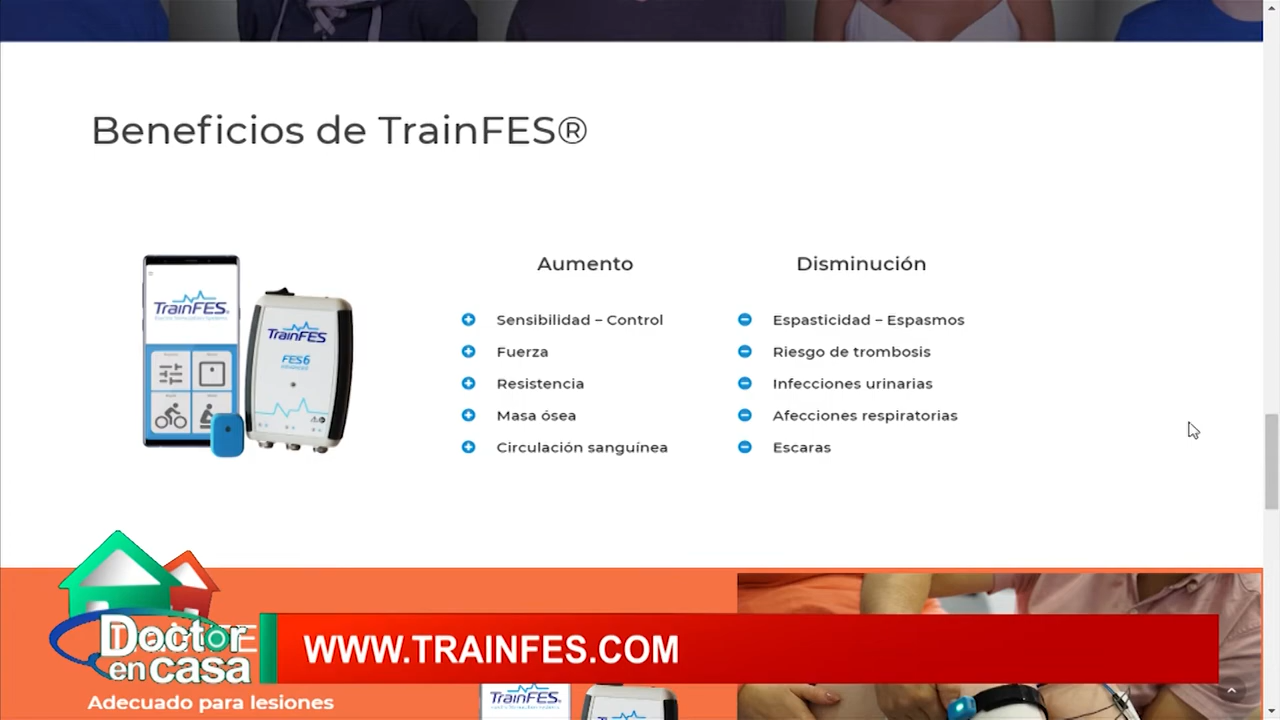 Beneficios de TrainFES®
Aumento
Sensibilidad – Control
Fuerza
Resistencia
Masa ósea
Circulación sanguínea
Disminución
Espasticidad – Espasmos
Riesgo de trombosis
Infecciones urinarias
Afecciones respiratorias
Escaras
TrainFES
TrainFES
FES6
Doctor
en casa
WWW.TRAINFES.COM
Adecuado para lesiones
TrainFES